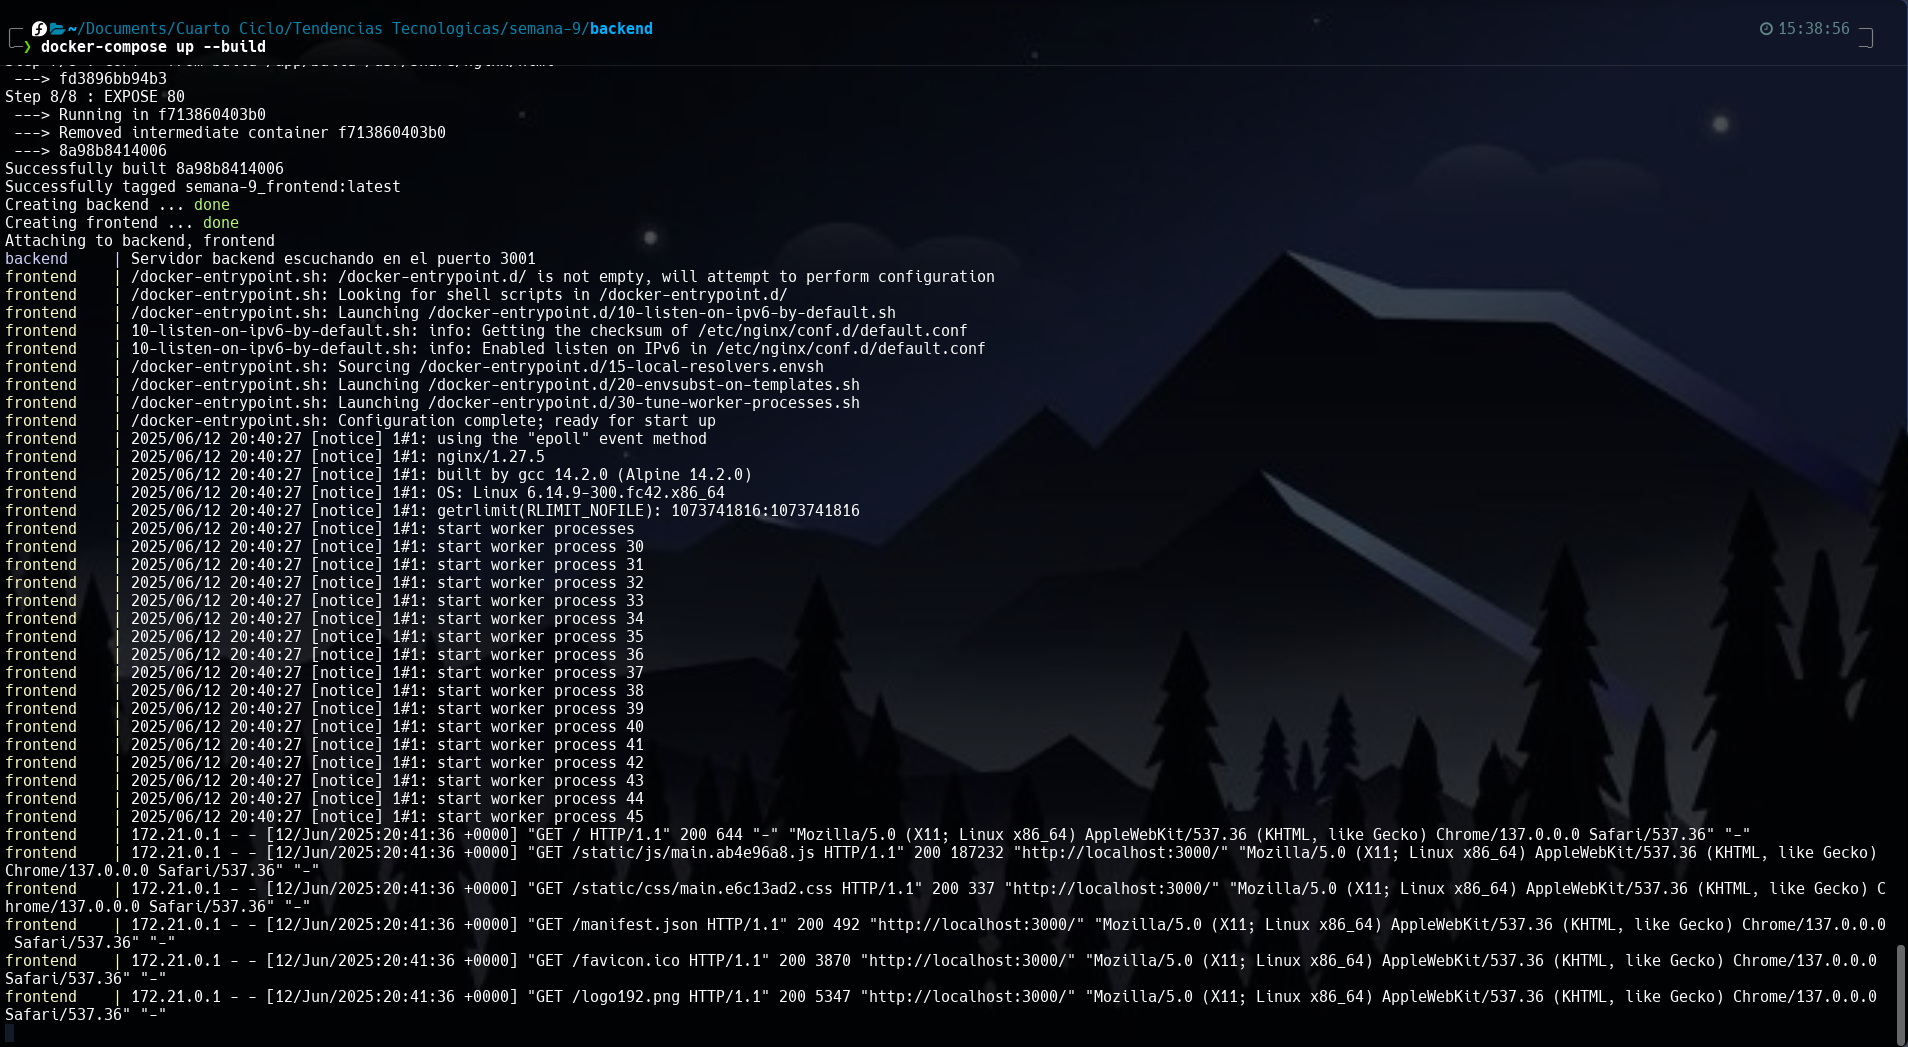 ~/Documents/Cuarto Ciclo/Tendencias Tecnologicas/semana-9/backend 15:38:56
❯ docker-compose up --build
---> fd3896bb94b3
Step 8/8 : EXPOSE 80
---> Running in f713860403b0
---> Removed intermediate container f713860403b0
---> 8a98b8414006
Successfully built 8a98b8414006
Successfully tagged semana-9_frontend:latest
Creating backend ... done
Creating frontend ... done
Attaching to backend, frontend
backend | Servidor backend escuchando en el puerto 3001
frontend | /docker-entrypoint.sh: /docker-entrypoint.d/ is not empty, will attempt to perform configuration
frontend | /docker-entrypoint.sh: Looking for shell scripts in /docker-entrypoint.d/
frontend | /docker-entrypoint.sh: Launching /docker-entrypoint.d/10-listen-on-ipv6-by-default.sh
frontend | 10-listen-on-ipv6-by-default.sh: info: Getting the checksum of /etc/nginx/conf.d/default.conf
frontend | 10-listen-on-ipv6-by-default.sh: info: Enabled listen on IPv6 in /etc/nginx/conf.d/default.conf
frontend | /docker-entrypoint.sh: Sourcing /docker-entrypoint.d/15-local-resolvers.envsh
frontend | /docker-entrypoint.sh: Launching /docker-entrypoint.d/20-envsubst-on-templates.sh
frontend | /docker-entrypoint.sh: Launching /docker-entrypoint.d/30-tune-worker-processes.sh
frontend | /docker-entrypoint.sh: Configuration complete; ready for start up
frontend | 2025/06/12 20:40:27 [notice] 1#1: using the "epoll" event method
frontend | 2025/06/12 20:40:27 [notice] 1#1: nginx/1.27.5
frontend | 2025/06/12 20:40:27 [notice] 1#1: built by gcc 14.2.0 (Alpine 14.2.0)
frontend | 2025/06/12 20:40:27 [notice] 1#1: OS: Linux 6.14.9-300.fc42.x86_64
frontend | 2025/06/12 20:40:27 [notice] 1#1: getrlimit(RLIMIT_NOFILE): 1073741816:1073741816
frontend | 2025/06/12 20:40:27 [notice] 1#1: start worker processes
frontend | 2025/06/12 20:40:27 [notice] 1#1: start worker process 30
frontend | 2025/06/12 20:40:27 [notice] 1#1: start worker process 31
frontend | 2025/06/12 20:40:27 [notice] 1#1: start worker process 32
frontend | 2025/06/12 20:40:27 [notice] 1#1: start worker process 33
frontend | 2025/06/12 20:40:27 [notice] 1#1: start worker process 34
frontend | 2025/06/12 20:40:27 [notice] 1#1: start worker process 35
frontend | 2025/06/12 20:40:27 [notice] 1#1: start worker process 36
frontend | 2025/06/12 20:40:27 [notice] 1#1: start worker process 37
frontend | 2025/06/12 20:40:27 [notice] 1#1: start worker process 38
frontend | 2025/06/12 20:40:27 [notice] 1#1: start worker process 39
frontend | 2025/06/12 20:40:27 [notice] 1#1: start worker process 40
frontend | 2025/06/12 20:40:27 [notice] 1#1: start worker process 41
frontend | 2025/06/12 20:40:27 [notice] 1#1: start worker process 42
frontend | 2025/06/12 20:40:27 [notice] 1#1: start worker process 43
frontend | 2025/06/12 20:40:27 [notice] 1#1: start worker process 44
frontend | 2025/06/12 20:40:27 [notice] 1#1: start worker process 45
frontend | 172.21.0.1 - - [12/Jun/2025:20:41:36 +0000] "GET / HTTP/1.1" 200 644 "-" "Mozilla/5.0 (X11; Linux x86_64) AppleWebKit/537.36 (KHTML, like Gecko) Chrome/137.0.0.0 Safari/537.36" "-"
frontend | 172.21.0.1 - - [12/Jun/2025:20:41:36 +0000] "GET /static/js/main.ab4e96a8.js HTTP/1.1" 200 187232 "http://localhost:3000/" "Mozilla/5.0 (X11; Linux x86_64) AppleWebKit/537.36 (KHTML, like Gecko)
Chrome/137.0.0.0 Safari/537.36" "-"
frontend | 172.21.0.1 - - [12/Jun/2025:20:41:36 +0000] "GET /static/css/main.e6c13ad2.css HTTP/1.1" 200 337 "http://localhost:3000/" "Mozilla/5.0 (X11; Linux x86_64) AppleWebKit/537.36 (KHTML, like Gecko) C
hrome/137.0.0.0 Safari/537.36" "-"
frontend | 172.21.0.1 - - [12/Jun/2025:20:41:36 +0000] "GET /manifest.json HTTP/1.1" 200 492 "http://localhost:3000/" "Mozilla/5.0 (X11; Linux x86_64) AppleWebKit/537.36 (KHTML, like Gecko) Chrome/137.0.0.0
Safari/537.36" "-"
frontend | 172.21.0.1 - - [12/Jun/2025:20:41:36 +0000] "GET /favicon.ico HTTP/1.1" 200 3870 "http://localhost:3000/" "Mozilla/5.0 (X11; Linux x86_64) AppleWebKit/537.36 (KHTML, like Gecko) Chrome/137.0.0.0
Safari/537.36" "-"
frontend | 172.21.0.1 - - [12/Jun/2025:20:41:36 +0000] "GET /logo192.png HTTP/1.1" 200 5347 "http://localhost:3000/" "Mozilla/5.0 (X11; Linux x86_64) AppleWebKit/537.36 (KHTML, like Gecko) Chrome/137.0.0.0
Safari/537.36" "-"